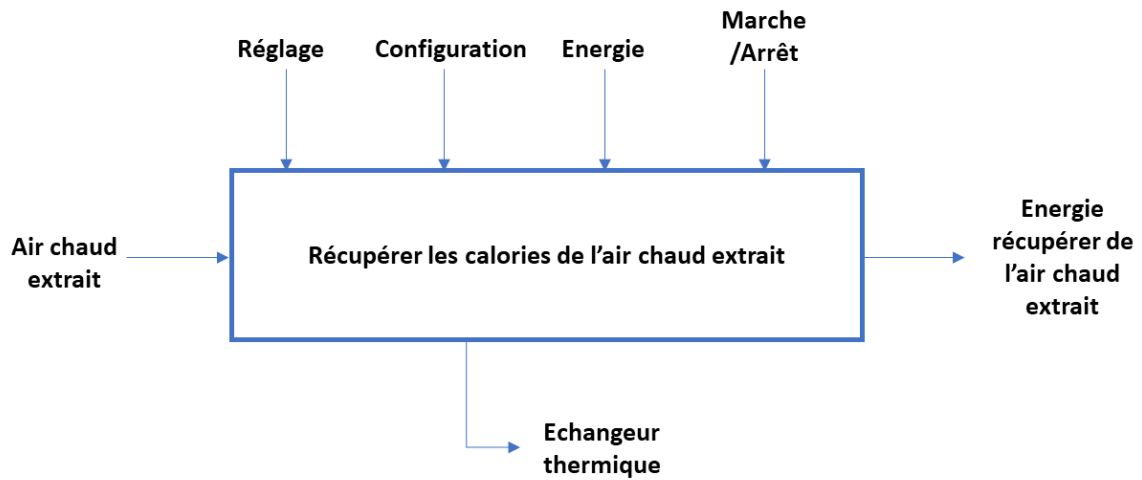 Réglage
Configuration
Energie
Marche
/Arrêt
Air chaud
extrait
Récupérer les calories de l'air chaud extrait
Energie
récupérer de
l'air chaud
extrait
Echangeur
thermique